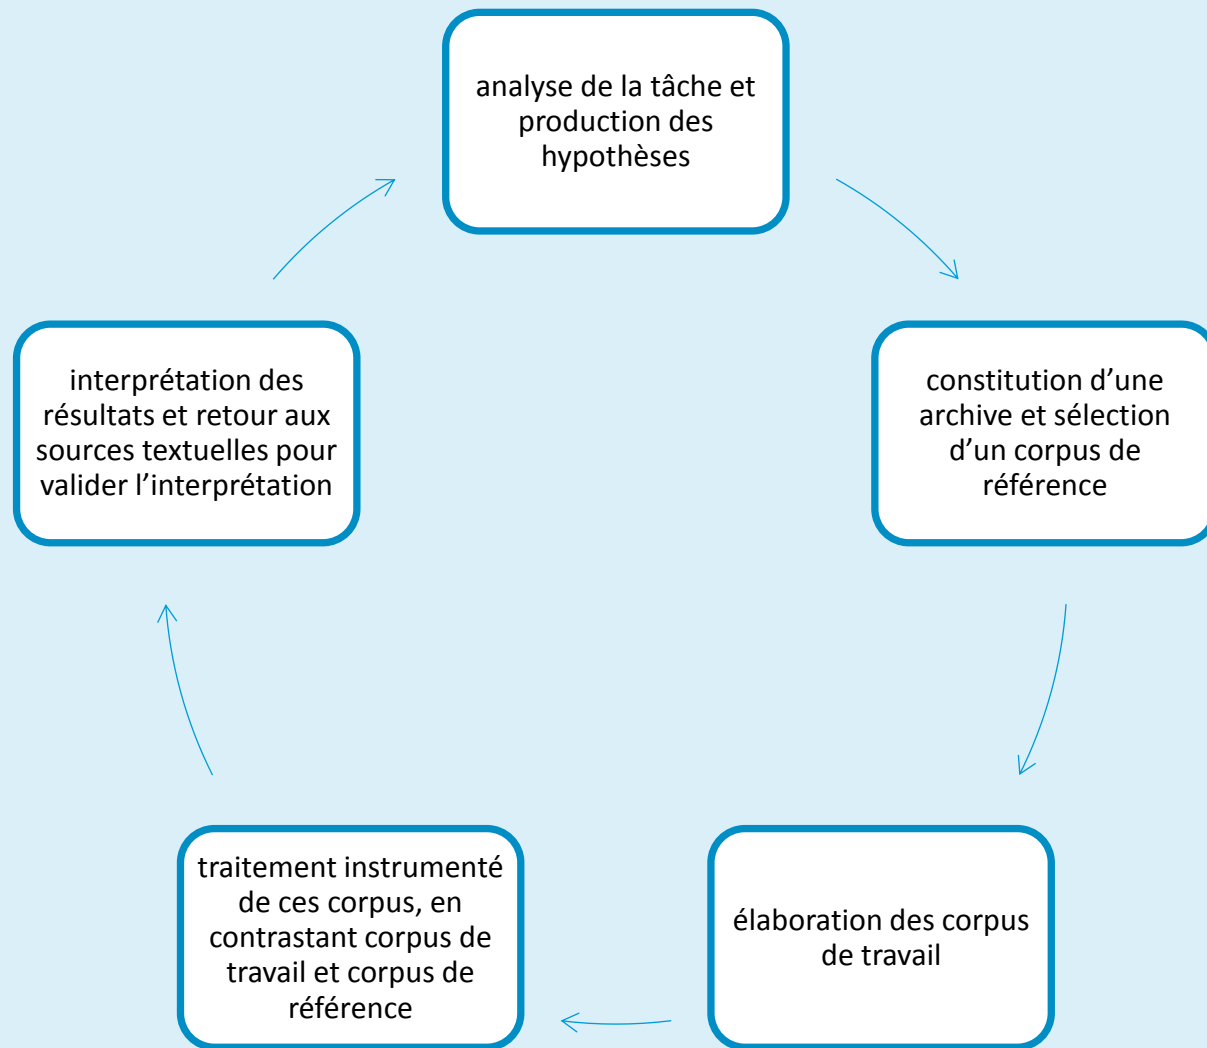 analyse de la tâche et
production des
hypothèses
constitution d’une
archive et sélection
d’un corpus de
référence
élaboration des corpus
de travail
traitement instrumenté
de ces corpus, en
contrastant corpus de
travail et corpus de
référence
interprétation des
résultats et retour aux
sources textuelles pour
valider l’interprétation